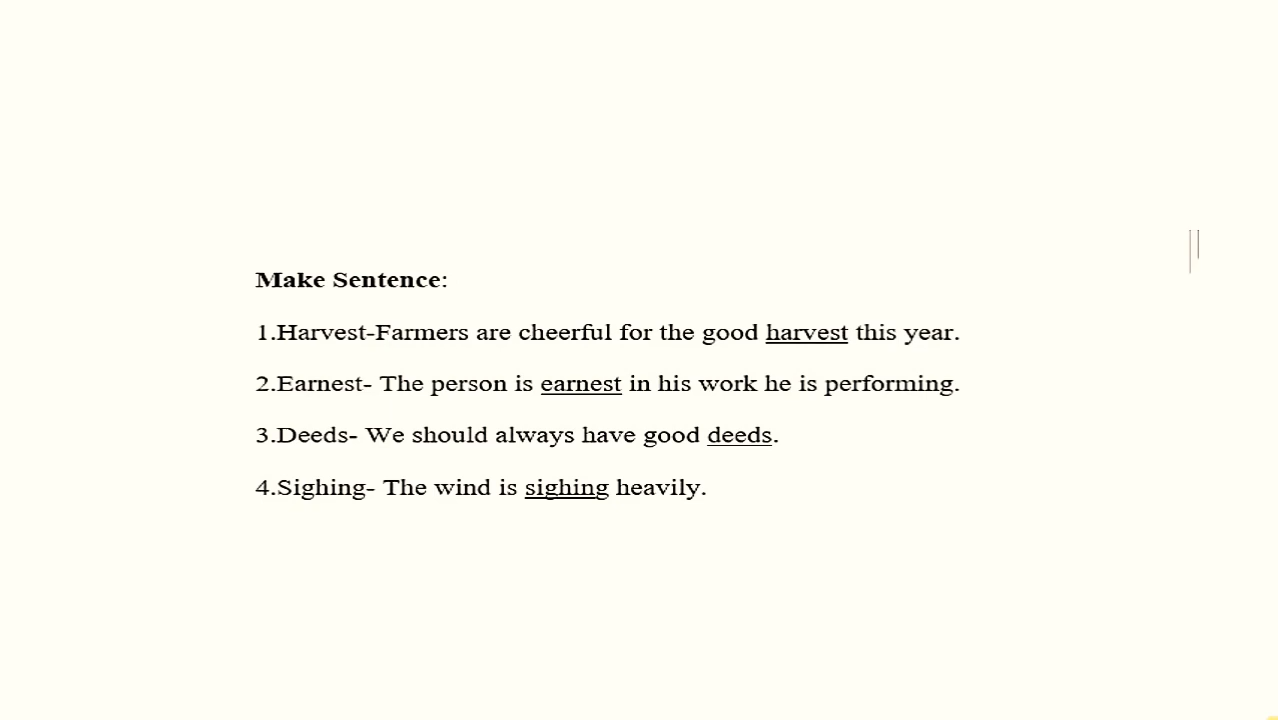 Make Sentence:
1.Harvest-Farmers are cheerful for the good harvest this year.
2.Earnest- The person is earnest in his work he is performing.
3.Deeds- We should always have good deeds.
4.Sighing- The wind is sighing heavily.